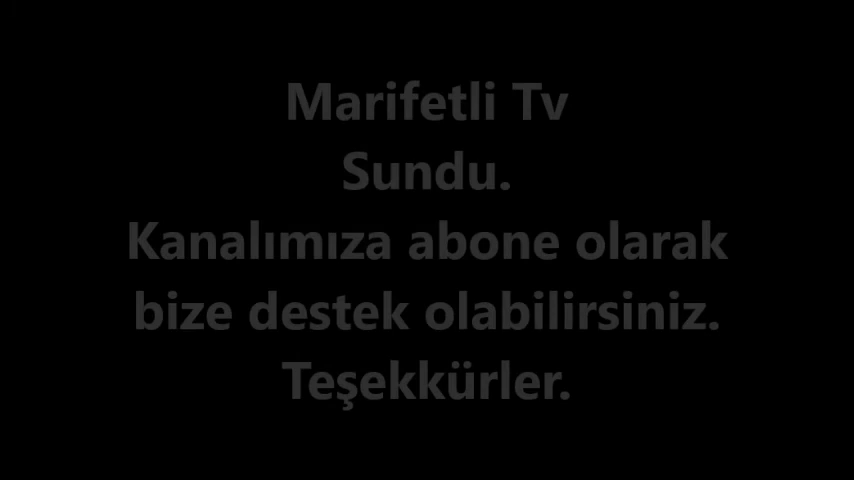 Marifetli Tv
Sundu.
Kanalımıza abone olarak
bize destek olabilirsiniz.
Teşekkürler.